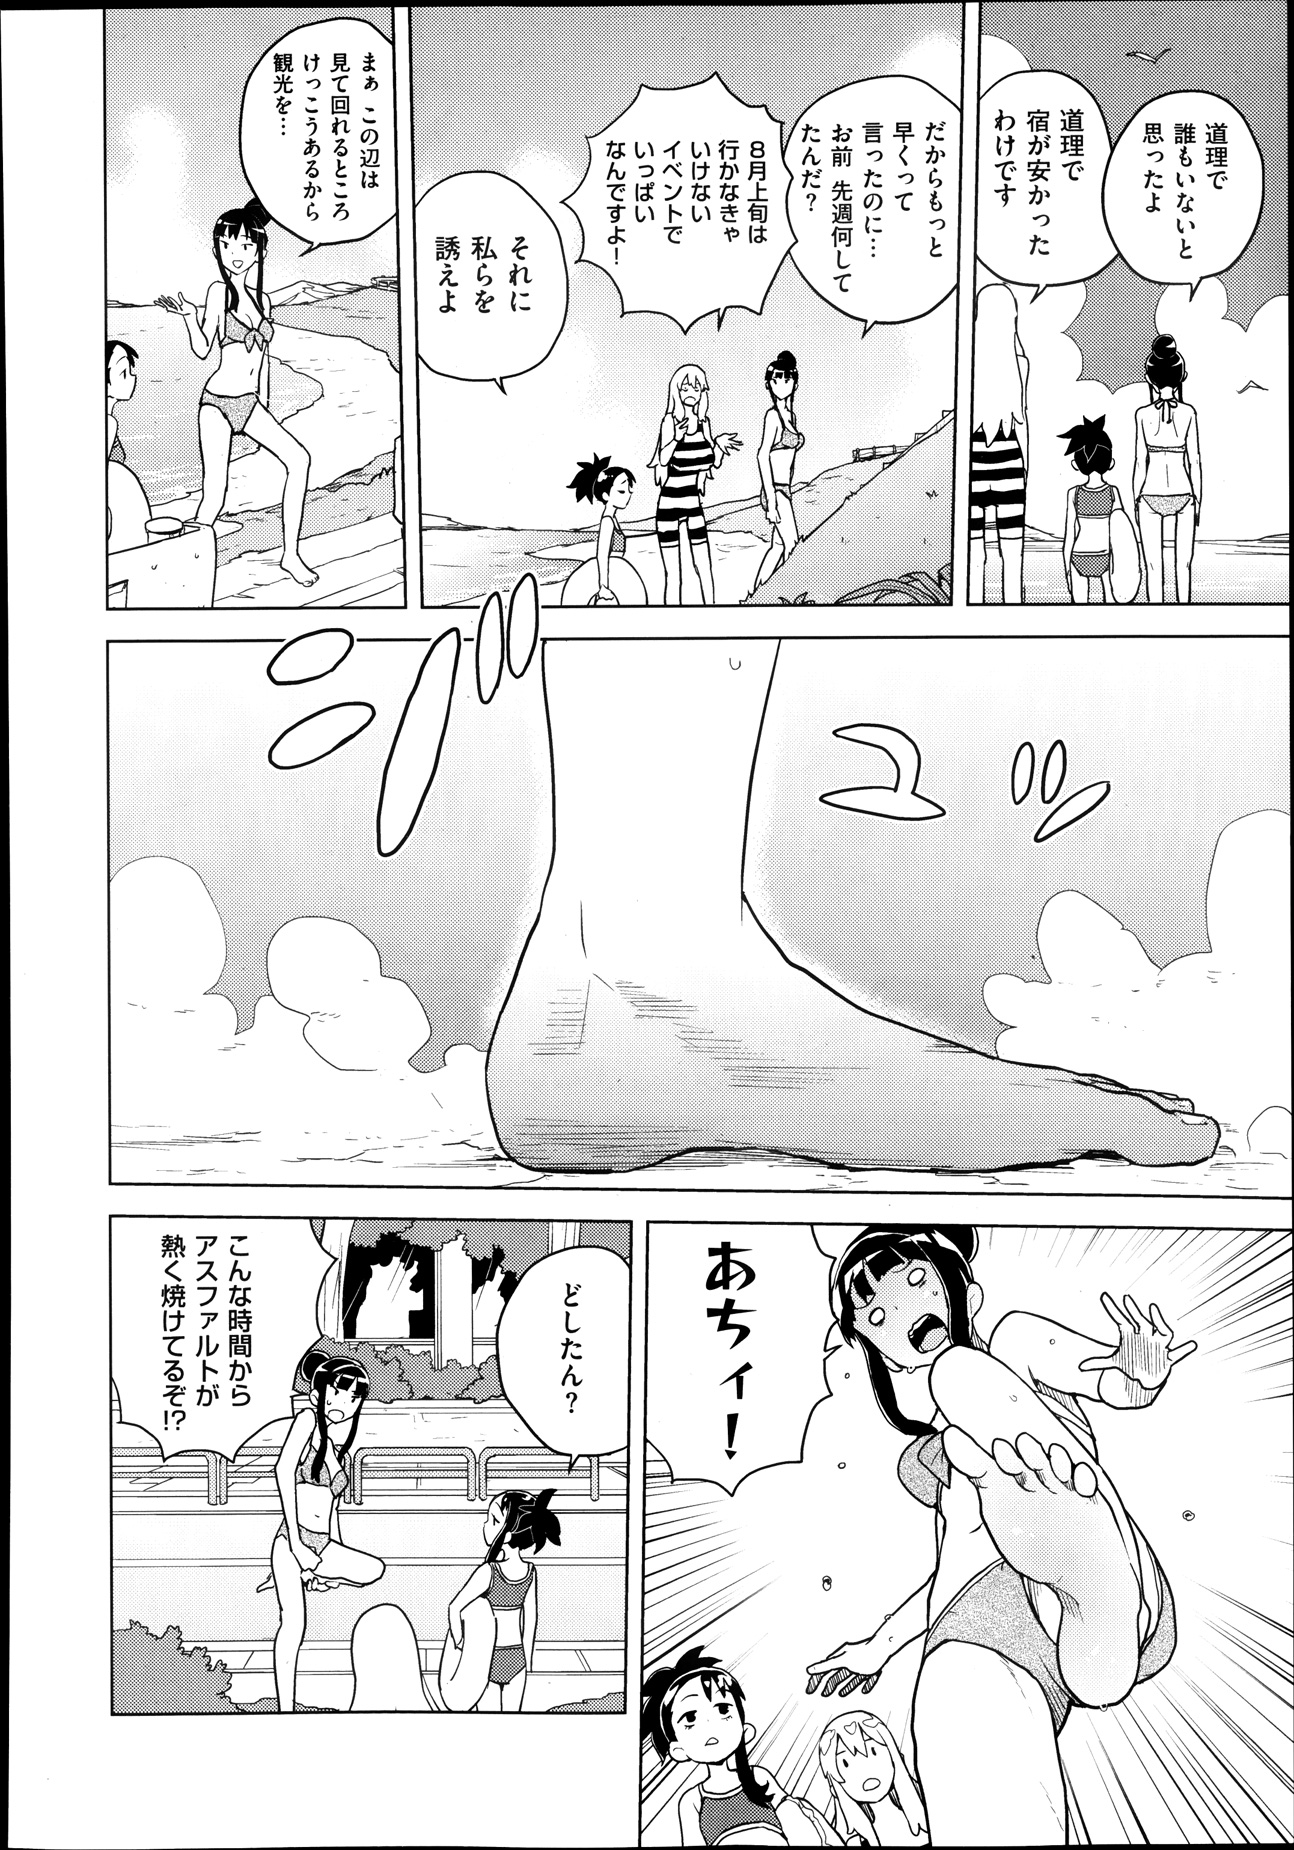 道理で
誰もいないと
思ったよ
道理で
宿が安かった
わけです
だからもっと
早くって
言ったのに…
お前 先週何して
たんだ?
8月上旬は
行かなきゃ
いけない
イベントで
いっぱい
なんですよ!
それに
私らを
誘えよ
まぁ この辺は
見て回れるところ
けっこうあるから
観光を…
ジュッ
あちィ!
どしたん?
こんな時間から
アスファルトが
熱く焼けてるぞ!?